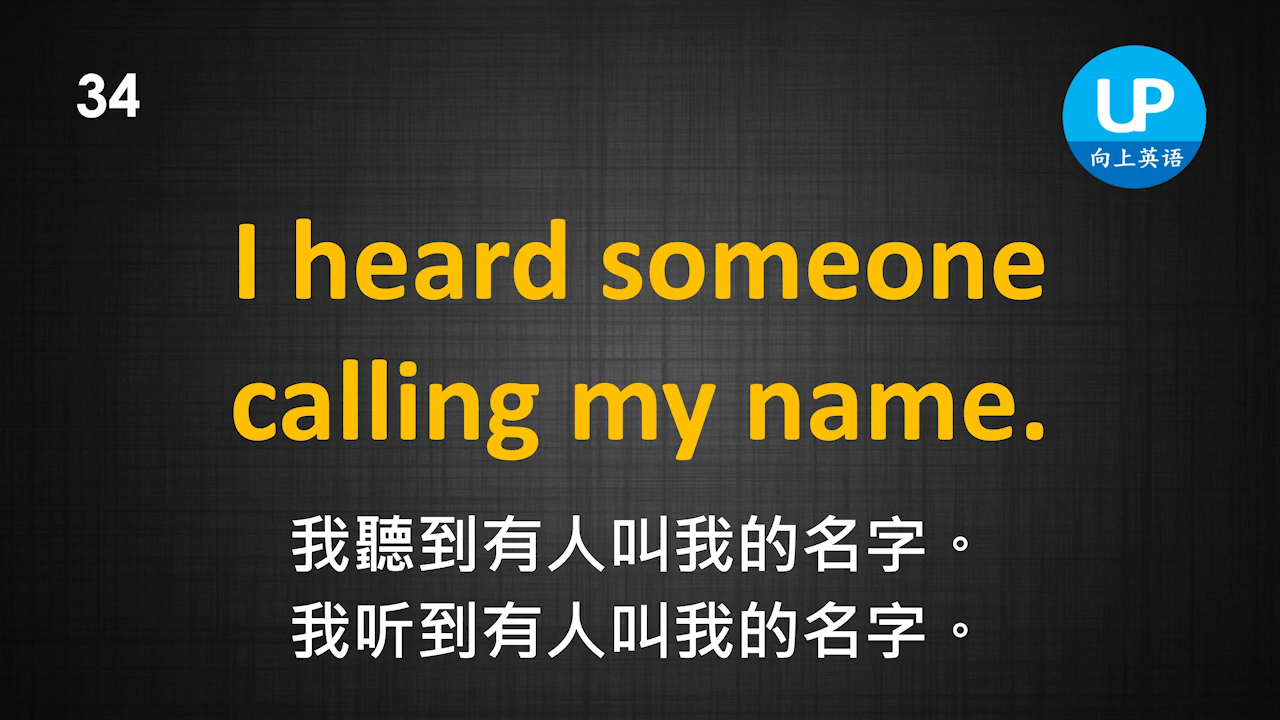 34
UP
向上英语
I heard someone
calling my name.
我聽到有人叫我的名字。
我听到有人叫我的名字。